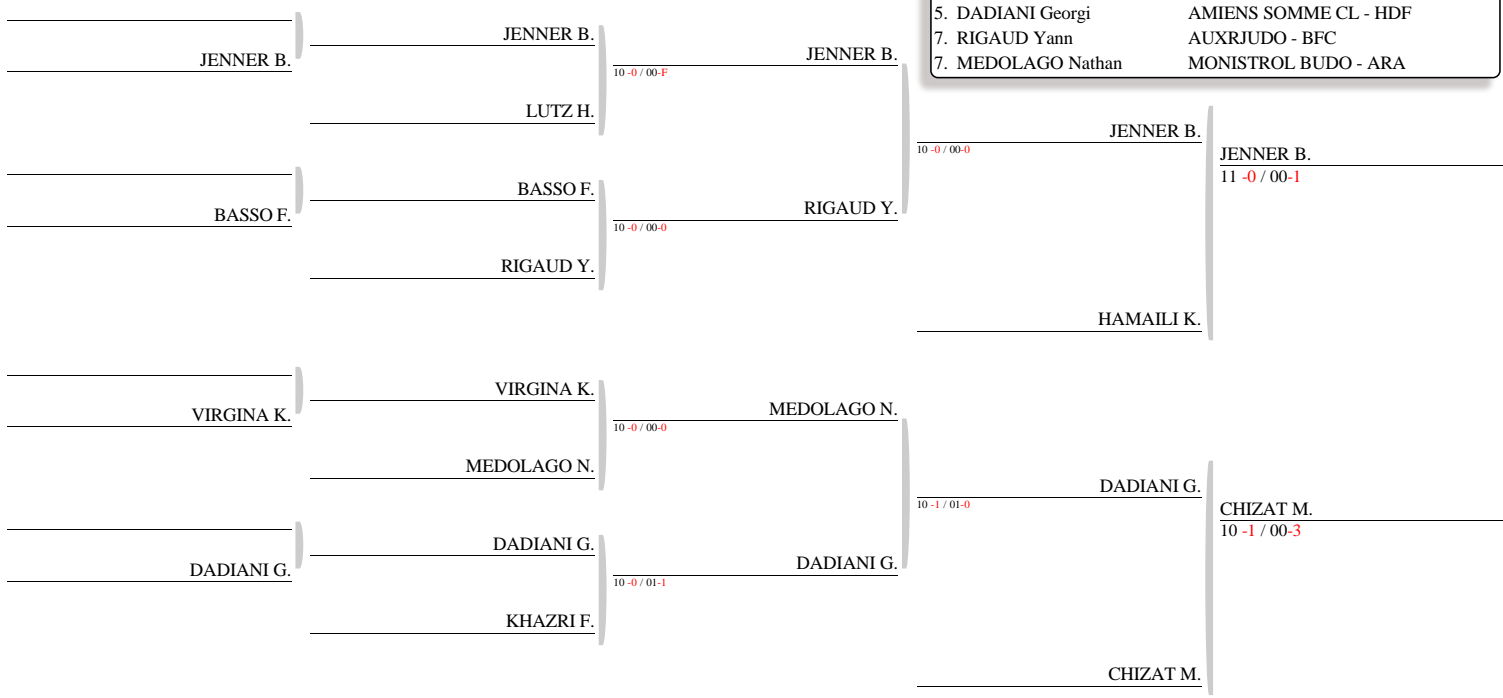 5. DADIANI Georgi AMIENS SOMME CL - HDF
7. RIGAUD Yann AUXRJUDO - BFC
7. MEDOLAGO Nathan MONISTROL BUDO - ARA
JENNER B.
BASSO F.
VIRGINA K.
DADIANI G.
JENNER B.
LUTZ H.
BASSO F.
RIGAUD Y.
VIRGINA K.
MEDOLAGO N.
DADIANI G.
KHAZRI F.
JENNER B.
10 -0 / 00-F
RIGAUD Y.
10 -0 / 00-0
MEDOLAGO N.
10 -0 / 00-0
DADIANI G.
10 -0 / 01-1
JENNER B.
10 -0 / 00-0
HAMAILI K.
DADIANI G.
10 -1 / 01-0
CHIZAT M.
JENNER B.
11 -0 / 00-1
CHIZAT M.
10 -1 / 00-3